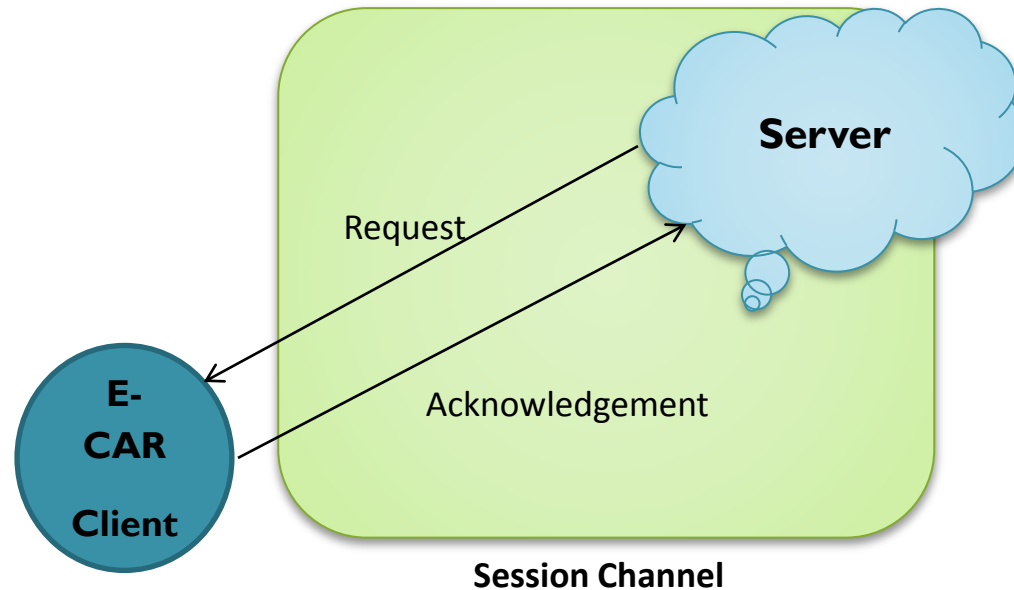 Server
Request
Acknowledgement
E-
CAR
Client
Session Channel